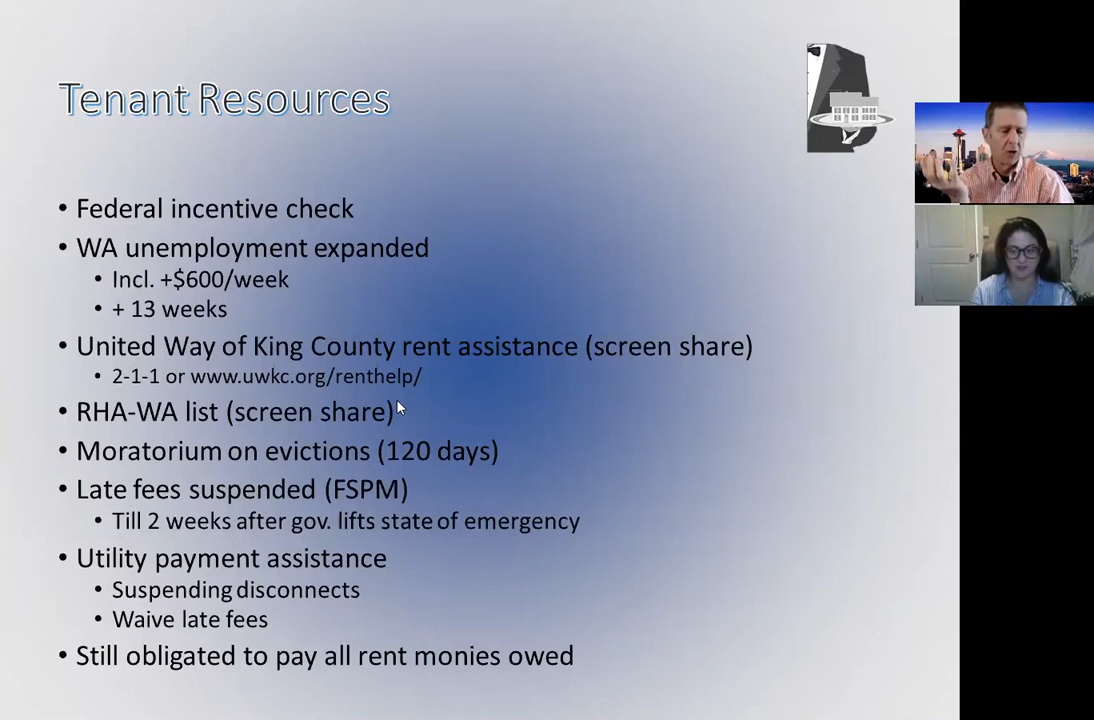 Tenant Resources
• Federal incentive check
• WA unemployment expanded
• Incl. +$600/week
• + 13 weeks
• United Way of King County rent assistance (screen share)
• 2-1-1 or www.uwkc.org/renthelp/
• RHA-WA list (screen share)
• Moratorium on evictions (120 days)
• Late fees suspended (FSPM)
• Till 2 weeks after gov. lifts state of emergency
• Utility payment assistance
• Suspending disconnects
• Waive late fees
• Still obligated to pay all rent monies owed